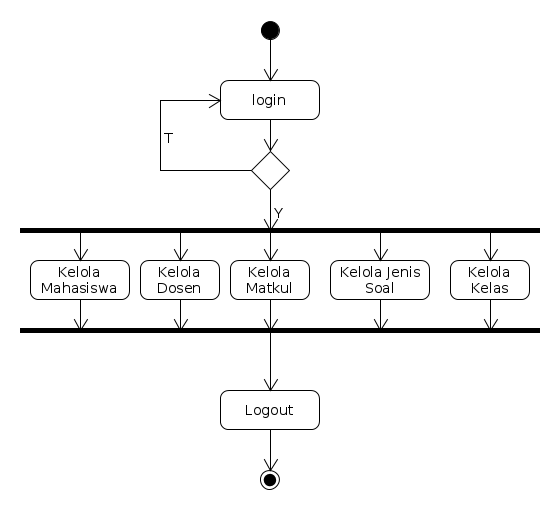 login
T
Y
Kelola
Mahasiswa
Kelola
Dosen
Kelola
Matkul
Kelola Jenis
Soal
Kelola
Kelas
Logout